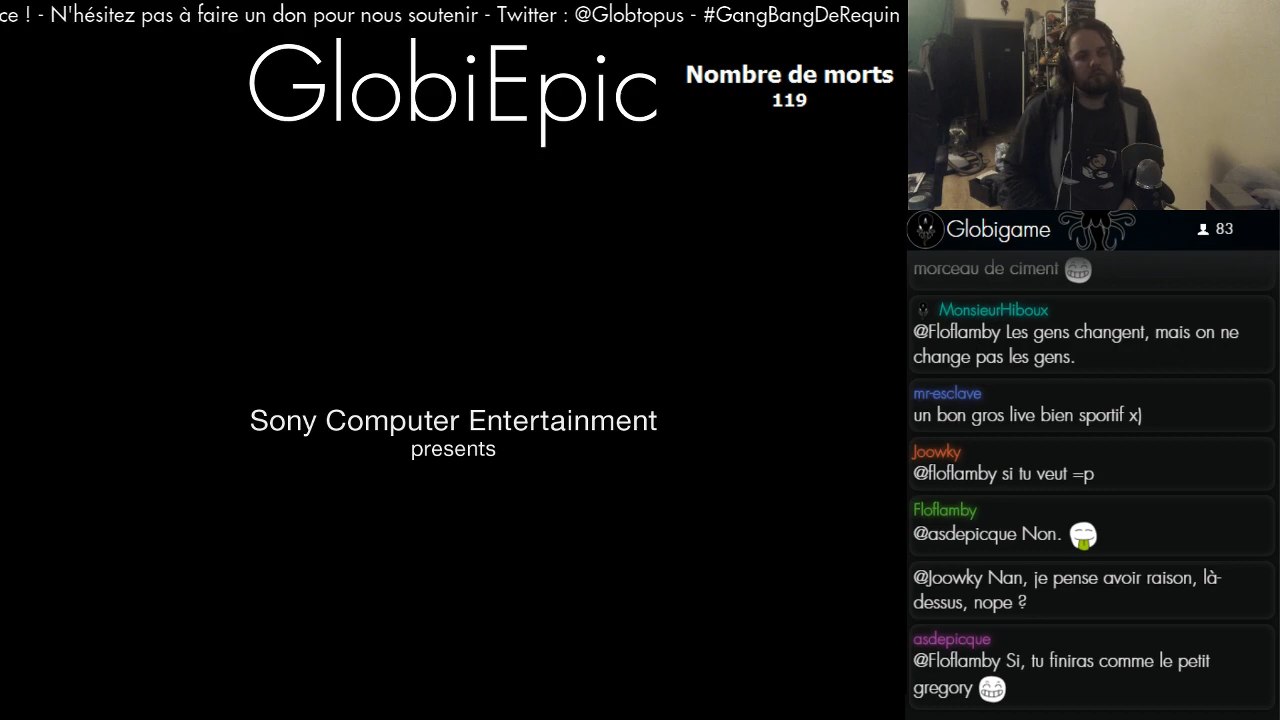 ce ! - N'hésitez pas à faire un don pour nous soutenir - Twitter : @Globtopus - #GangBangDeRequin
GlobiEpic
Nombre de morts
119
Sony Computer Entertainment
presents
Globigame
83
morceau de ciment
MonsieurHiboux
@Floflamby Les gens changent, mais on ne
change pas les gens.
mr-esclave
un bon gros live bien sportif x)
Joowky
@floflamby si tu veut =p
Floflamby
@asdepicque Non.
@Joowky Nan, je pense avoir raison, là-
dessus, nope ?
asdepicque
@Floflamby Si, tu finiras comme le petit
gregory